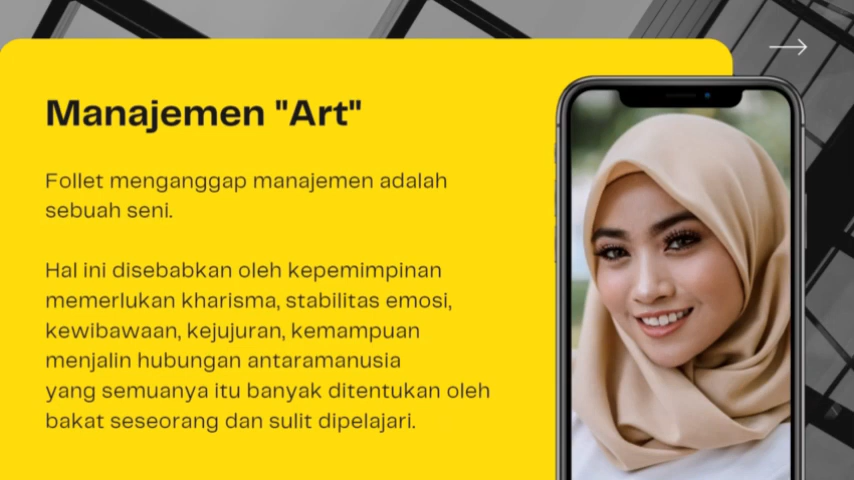 Manajemen "Art"
Follet menganggap manajemen adalah
sebuah seni.
Hal ini disebabkan oleh kepemimpinan
memerlukan kharisma, stabilitas emosi,
kewibawaan, kejujuran, kemampuan
menjalin hubungan antaramanusia
yang semuanya itu banyak ditentukan oleh
bakat seseorang dan sulit dipelajari.